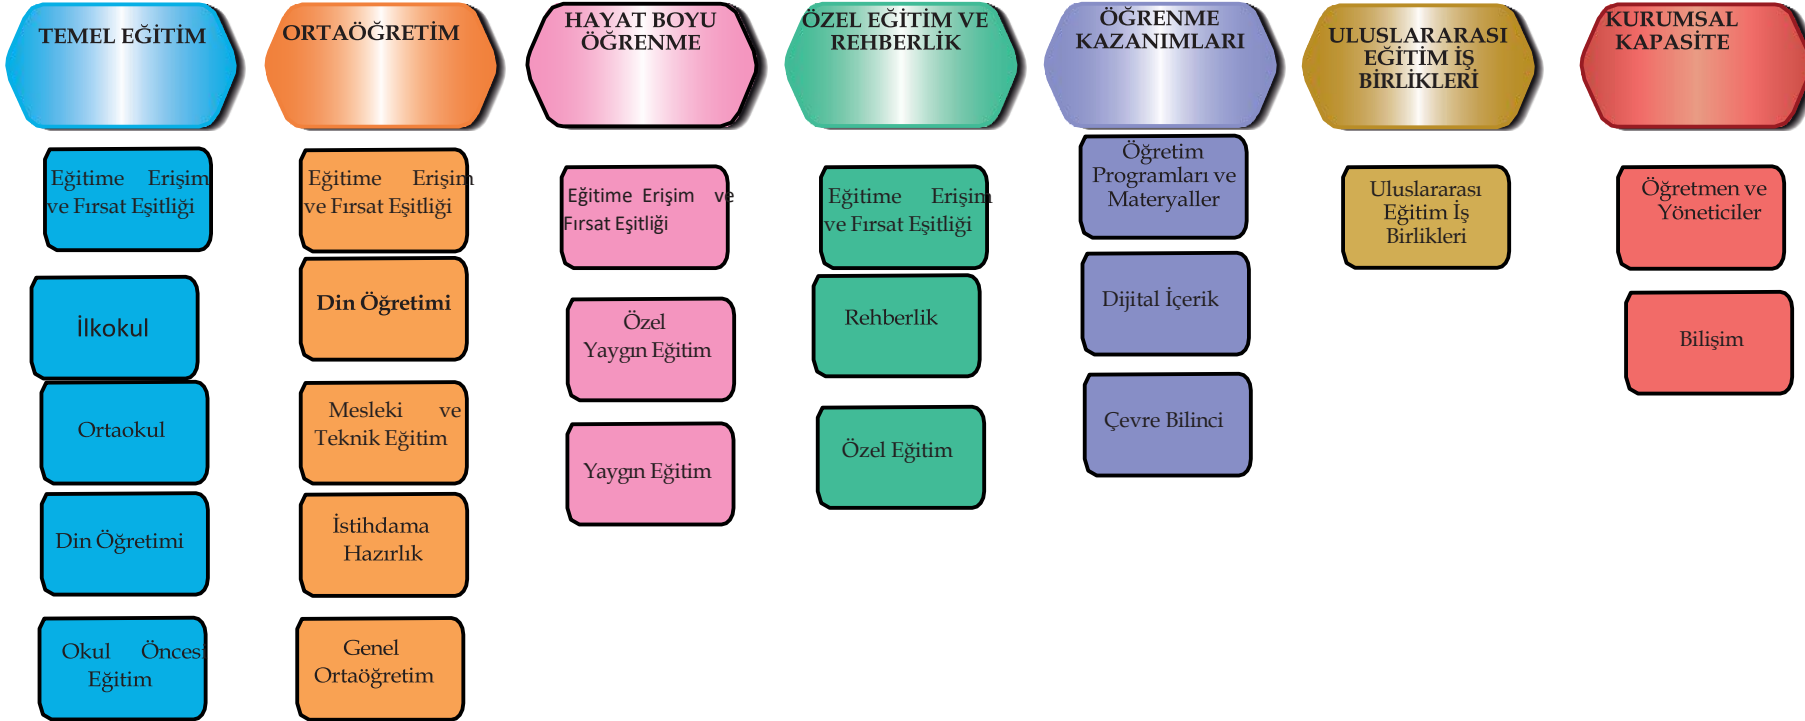 TEMEL EĞİTİM
Eğitime Erişim
ve Fırsat Eşitliği
İlkokul
Ortaokul
Din Öğretimi
Okul Öncesi
Eğitim
ORTAÖĞRETİM
Eğitime Erişim
ve Fırsat Eşitliği
Din Öğretimi
Mesleki ve
Teknik Eğitim
İstihdama
Hazırlık
Genel
Ortaöğretim
HAYAT BOYU
ÖĞRENME
Eğitime Erişim ve
Fırsat Eşitliği
Özel
Yaygın Eğitim
Yaygın Eğitim
ÖZEL EĞİTİM VE
REHBERLİK
Eğitime Erişim
ve Fırsat Eşitliği
Rehberlik
Özel Eğitim
ÖĞRENME
KAZANIMLARI
Öğretim
Programları ve
Materyaller
Dijital İçerik
Çevre Bilinci
ULUSLARARASI
EĞİTİM İŞ
BİRLİKLERİ
Uluslararası
Eğitim İş
Birlikleri
KURUMSAL
KAPASİTE
Öğretmen ve
Yöneticiler
Bilişim